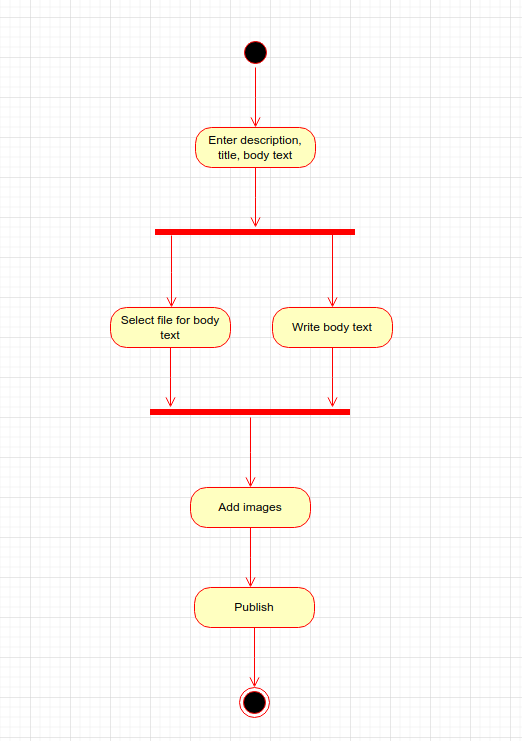 Enter description,
title, body text
Select file for body
text
Write body text
Add images
Publish